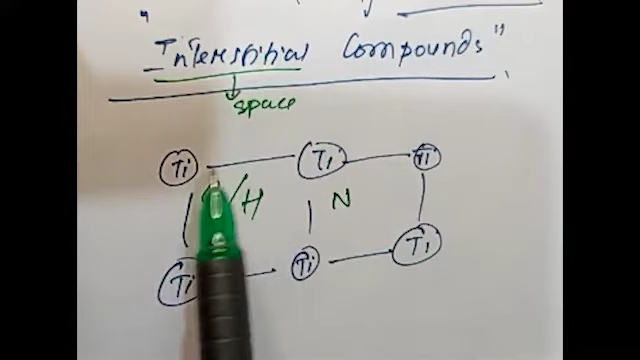 "Interstitial Compounds"
space
Ti Ti Ti
/H N
Ti Ti Ti